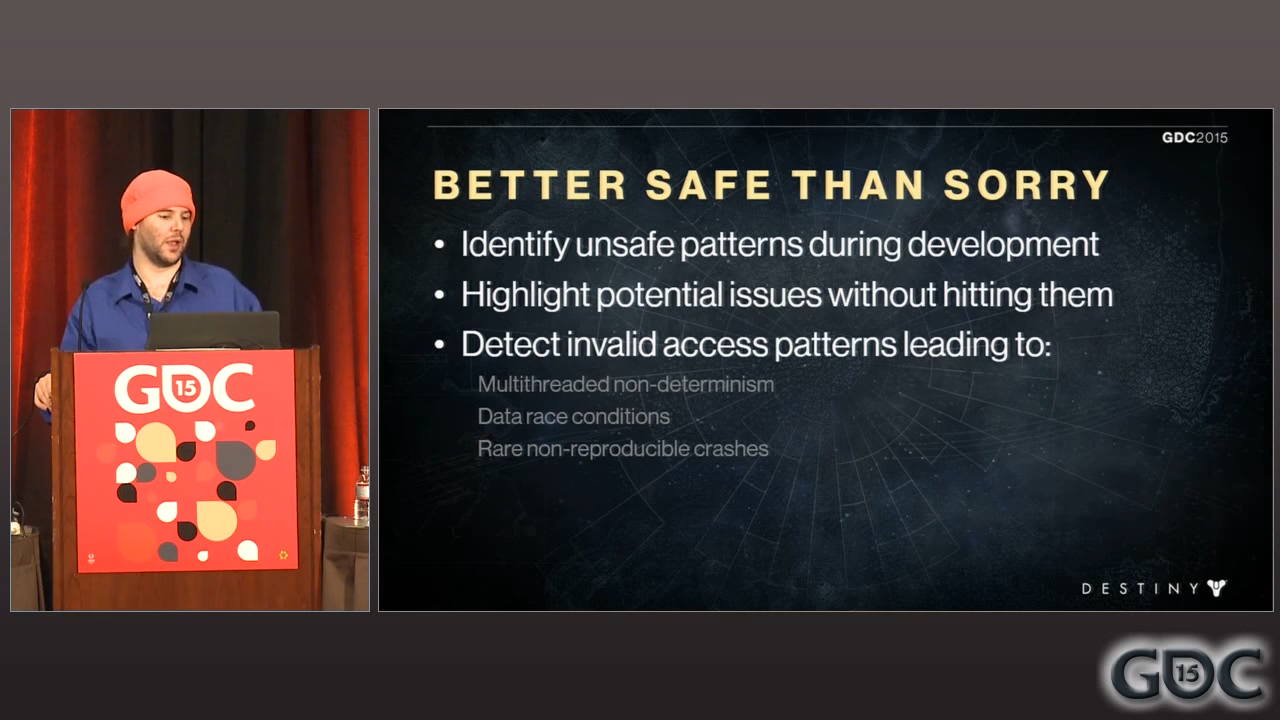 GDC2015
BETTER SAFE THAN SORRY
• Identify unsafe patterns during development
• Highlight potential issues without hitting them
• Detect invalid access patterns leading to:
Multithreaded non-determinism
Data race conditions
Rare non-reproducible crashes
DESTINY
GDC
15
GDC
15